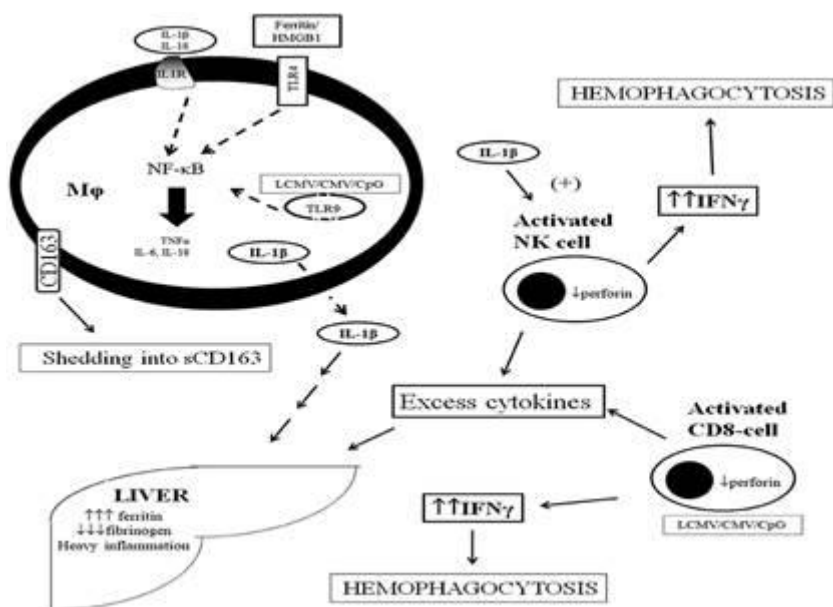 IL-1β
IL-18
IL1R
Ferritin/
HMGB1
TLR4
NF-κB
Mφ
LCMV/CMV/CpG
TLR9
TNFα
IL-6, IL-18
IL-1β
CD163
Shedding into sCD163
IL-1β
LIVER
↑↑↑ ferritin
↓↓↓fibrinogen
Heavy inflammation
HEMOPHAGOCYTOSIS
IL-1β
(+)
↑↑IFNγ
Activated
NK cell
↓perforin
Excess cytokines
Activated
CD8-cell
↓perforin
LCMV/CMV/CpG
↑↑IFNγ
HEMOPHAGOCYTOSIS